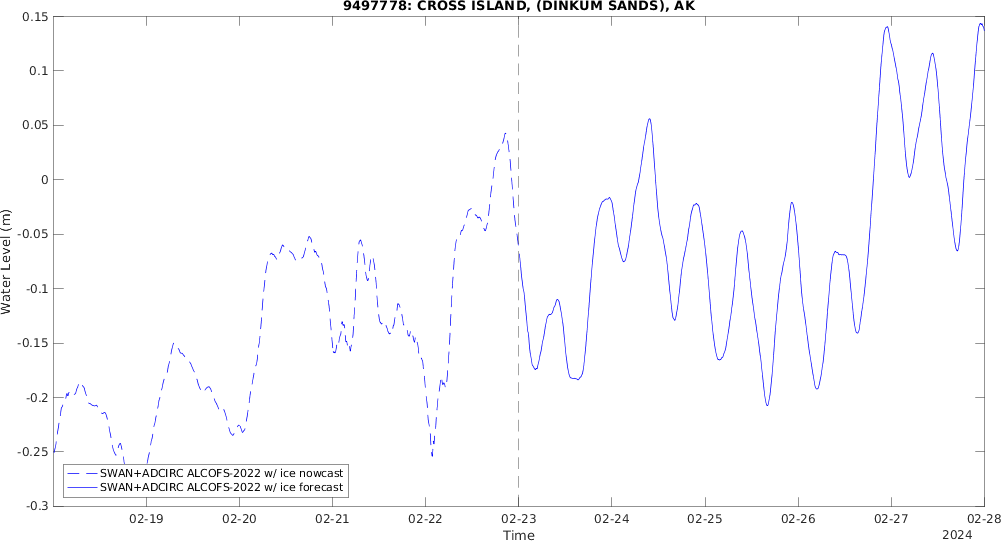 9497778: CROSS ISLAND, (DINKUM SANDS), AK
Water Level (m)
0.15
0.1
0.05
0
-0.05
-0.1
-0.15
-0.2
-0.25
-0.3
SWAN+ADCIRC ALCOFS-2022 w/ ice nowcast
SWAN+ADCIRC ALCOFS-2022 w/ ice forecast
02-19 02-20 02-21 02-22 02-23 02-24 02-25 02-26 02-27 02-28
Time
2024